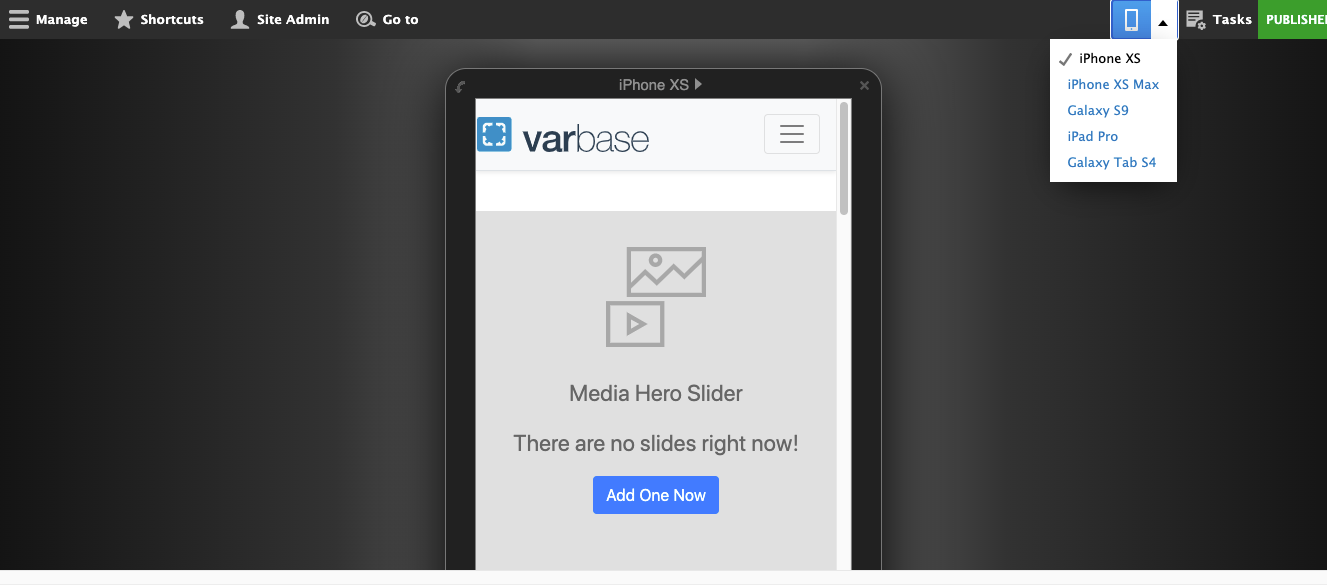 Manage Shortcuts Site Admin Go to Tasks PUBLISHE
iPhone XS
iPhone XS Max
Galaxy S9
iPad Pro
Galaxy Tab S4
iPhone XS
varbase
Media Hero Slider
There are no slides right now!
Add One Now